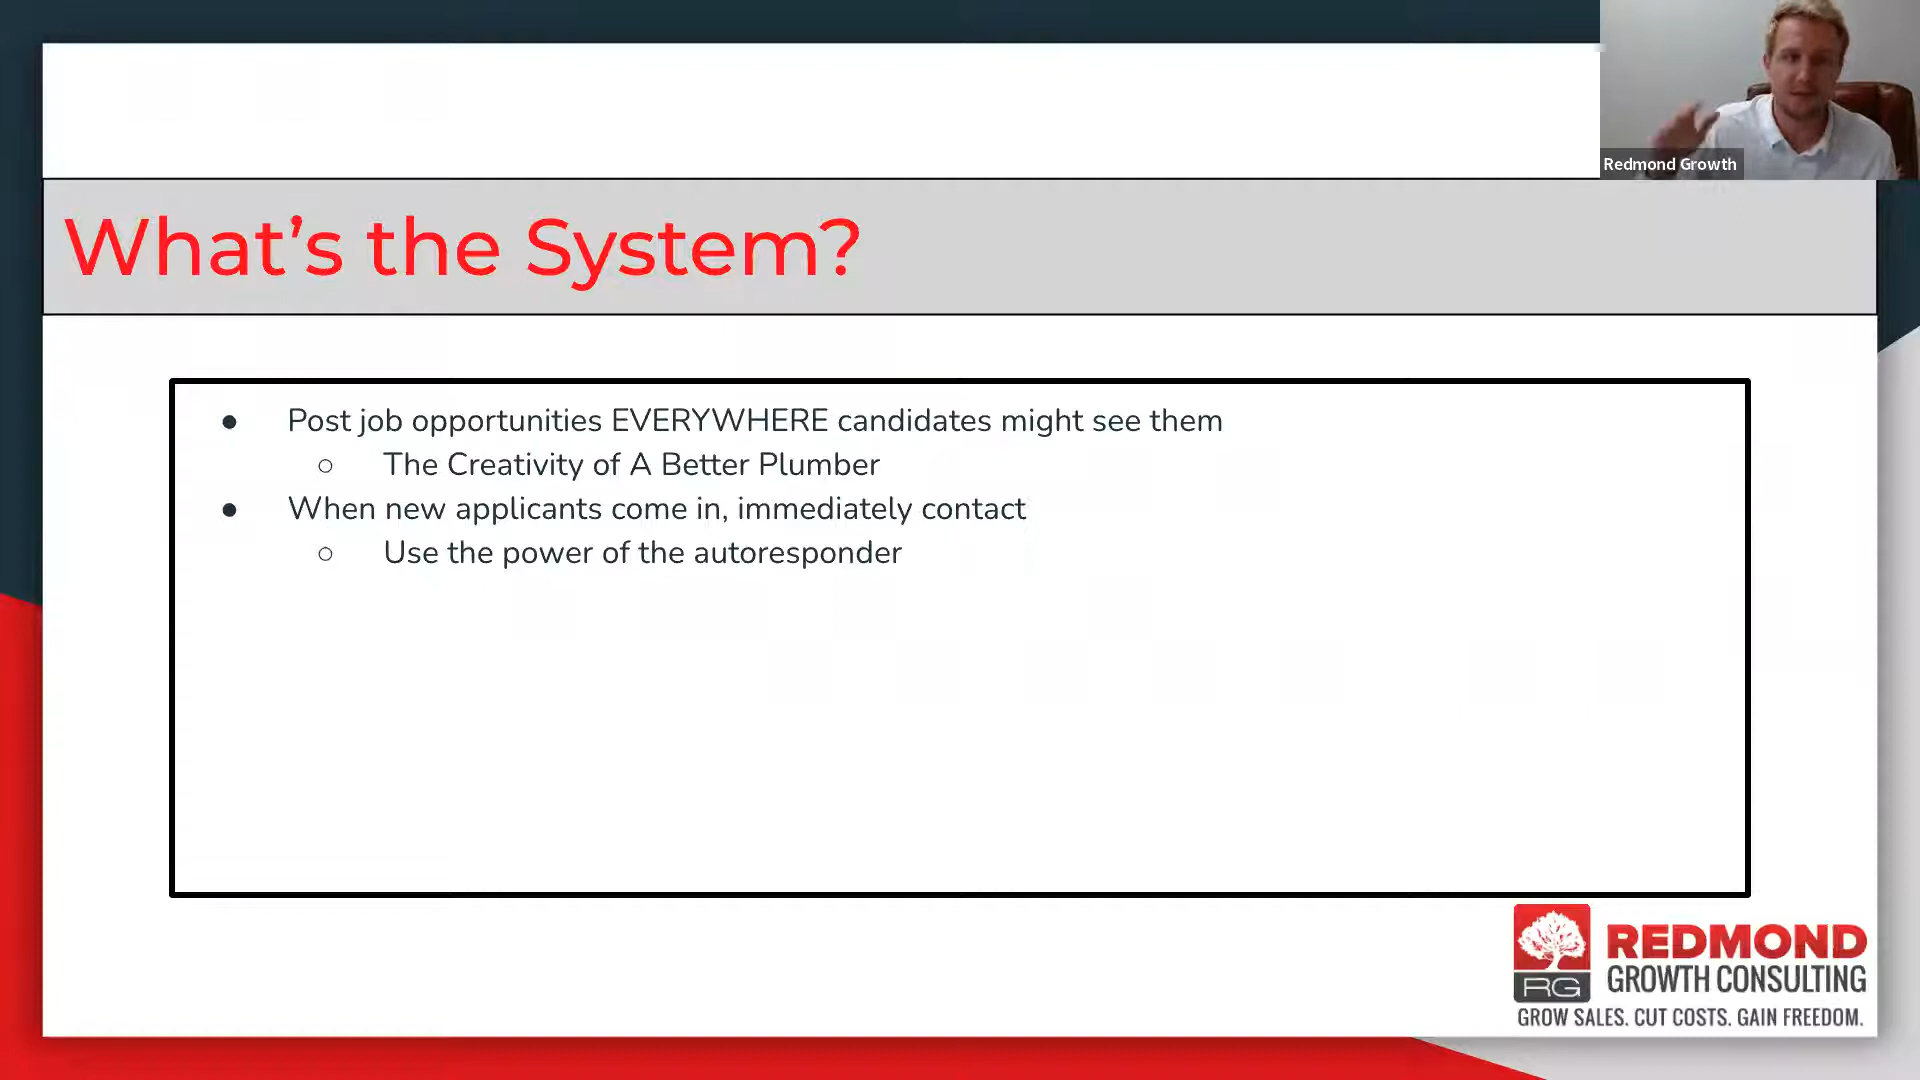 Redmond Growth
What's the System?
● Post job opportunities EVERYWHERE candidates might see them
○ The Creativity of A Better Plumber
● When new applicants come in, immediately contact
○ Use the power of the autoresponder
RG
REDMOND
GROWTH CONSULTING
GROW SALES. CUT COSTS. GAIN FREEDOM.